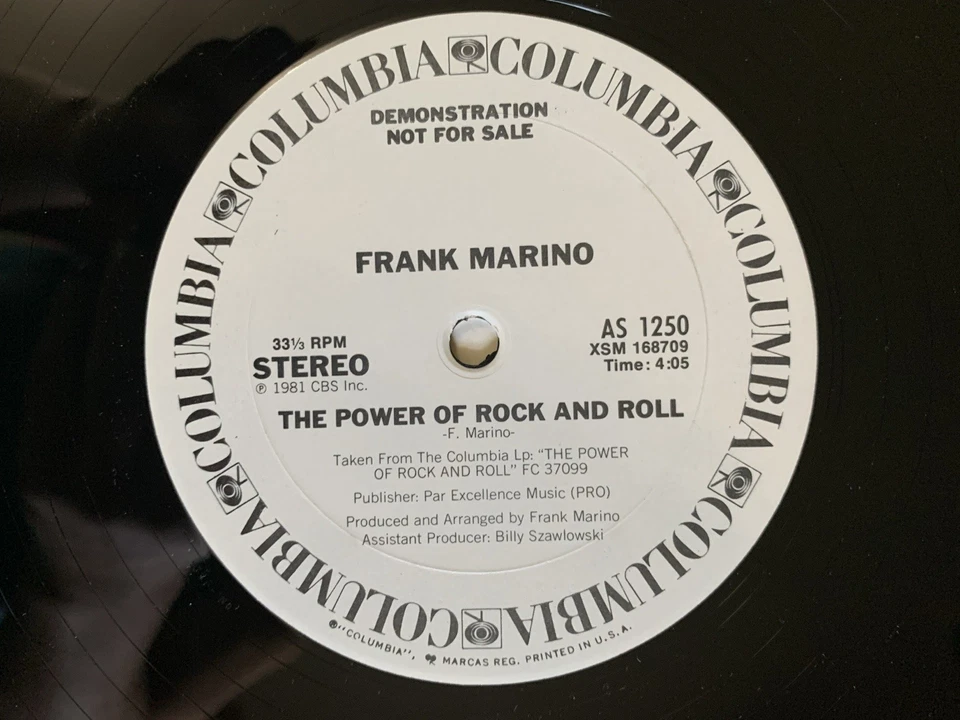 COLUMBIA COLUMBIA COLUMBIA COLUMBIA COLUMBIA COLUMBIA
DEMONSTRATION
NOT FOR SALE
FRANK MARINO
33⅓ RPM
STEREO
℗ 1981 CBS Inc.
AS 1250
XSM 168709
Time: 4:05
THE POWER OF ROCK AND ROLL
-F. Marino-
Taken From The Columbia Lp: "THE POWER
OF ROCK AND ROLL" FC 37099
Publisher: Par Excellence Music (PRO)
Produced and Arranged by Frank Marino
Assistant Producer: Billy Szawlowski
®"COLUMBIA", MARCAS REG. PRINTED IN U.S.A.